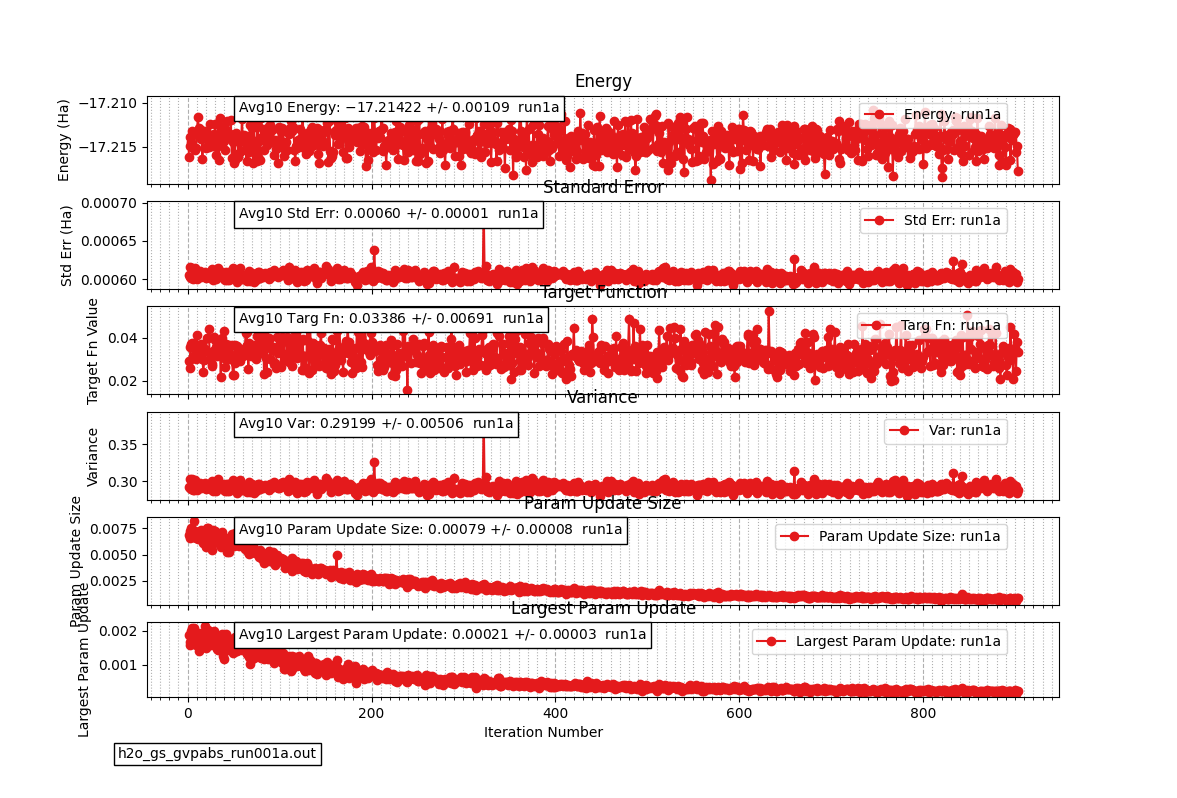 Energy
Energy (Ha)
−17.210
−17.215
Avg10 Energy: −17.21422 +/- 0.00109 run1a
Energy: run1a
Standard Error
Std Err (Ha)
0.00070
0.00065
0.00060
Avg10 Std Err: 0.00060 +/- 0.00001 run1a
Std Err: run1a
Target Function
Target Fn Value
0.04
0.02
Avg10 Targ Fn: 0.03386 +/- 0.00691 run1a
Targ Fn: run1a
Variance
Variance
0.35
0.30
Avg10 Var: 0.29199 +/- 0.00506 run1a
Var: run1a
Param Update Size
Param Update Size
0.0075
0.0050
0.0025
Avg10 Param Update Size: 0.00079 +/- 0.00008 run1a
Param Update Size: run1a
Largest Param Update
Largest Param Update
0.002
0.001
Avg10 Largest Param Update: 0.00021 +/- 0.00003 run1a
Largest Param Update: run1a
0 200 400 600 800
Iteration Number
h2o_gs_gvpabs_run001a.out